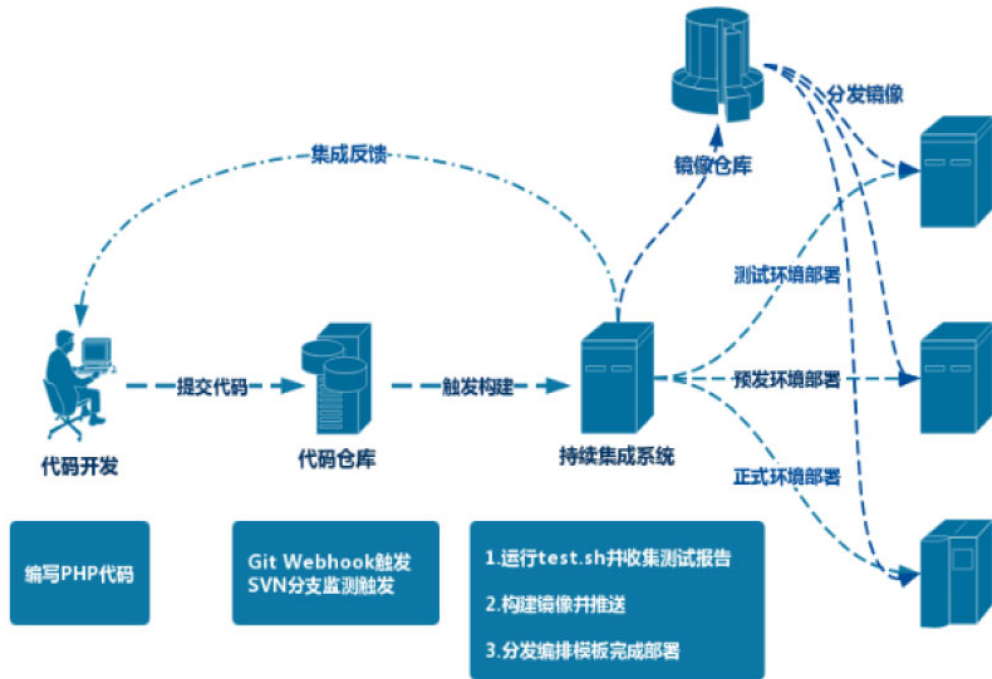 分发镜像
集成反馈
镜像仓库
测试环境部署
提交代码
触发构建
预发环境部署
代码开发
代码仓库
持续集成系统
正式环境部署
编写PHP代码
Git Webhook触发
SVN分支监测触发
1.运行test.sh并收集测试报告
2.构建镜像并推送
3.分发编排模板完成部署